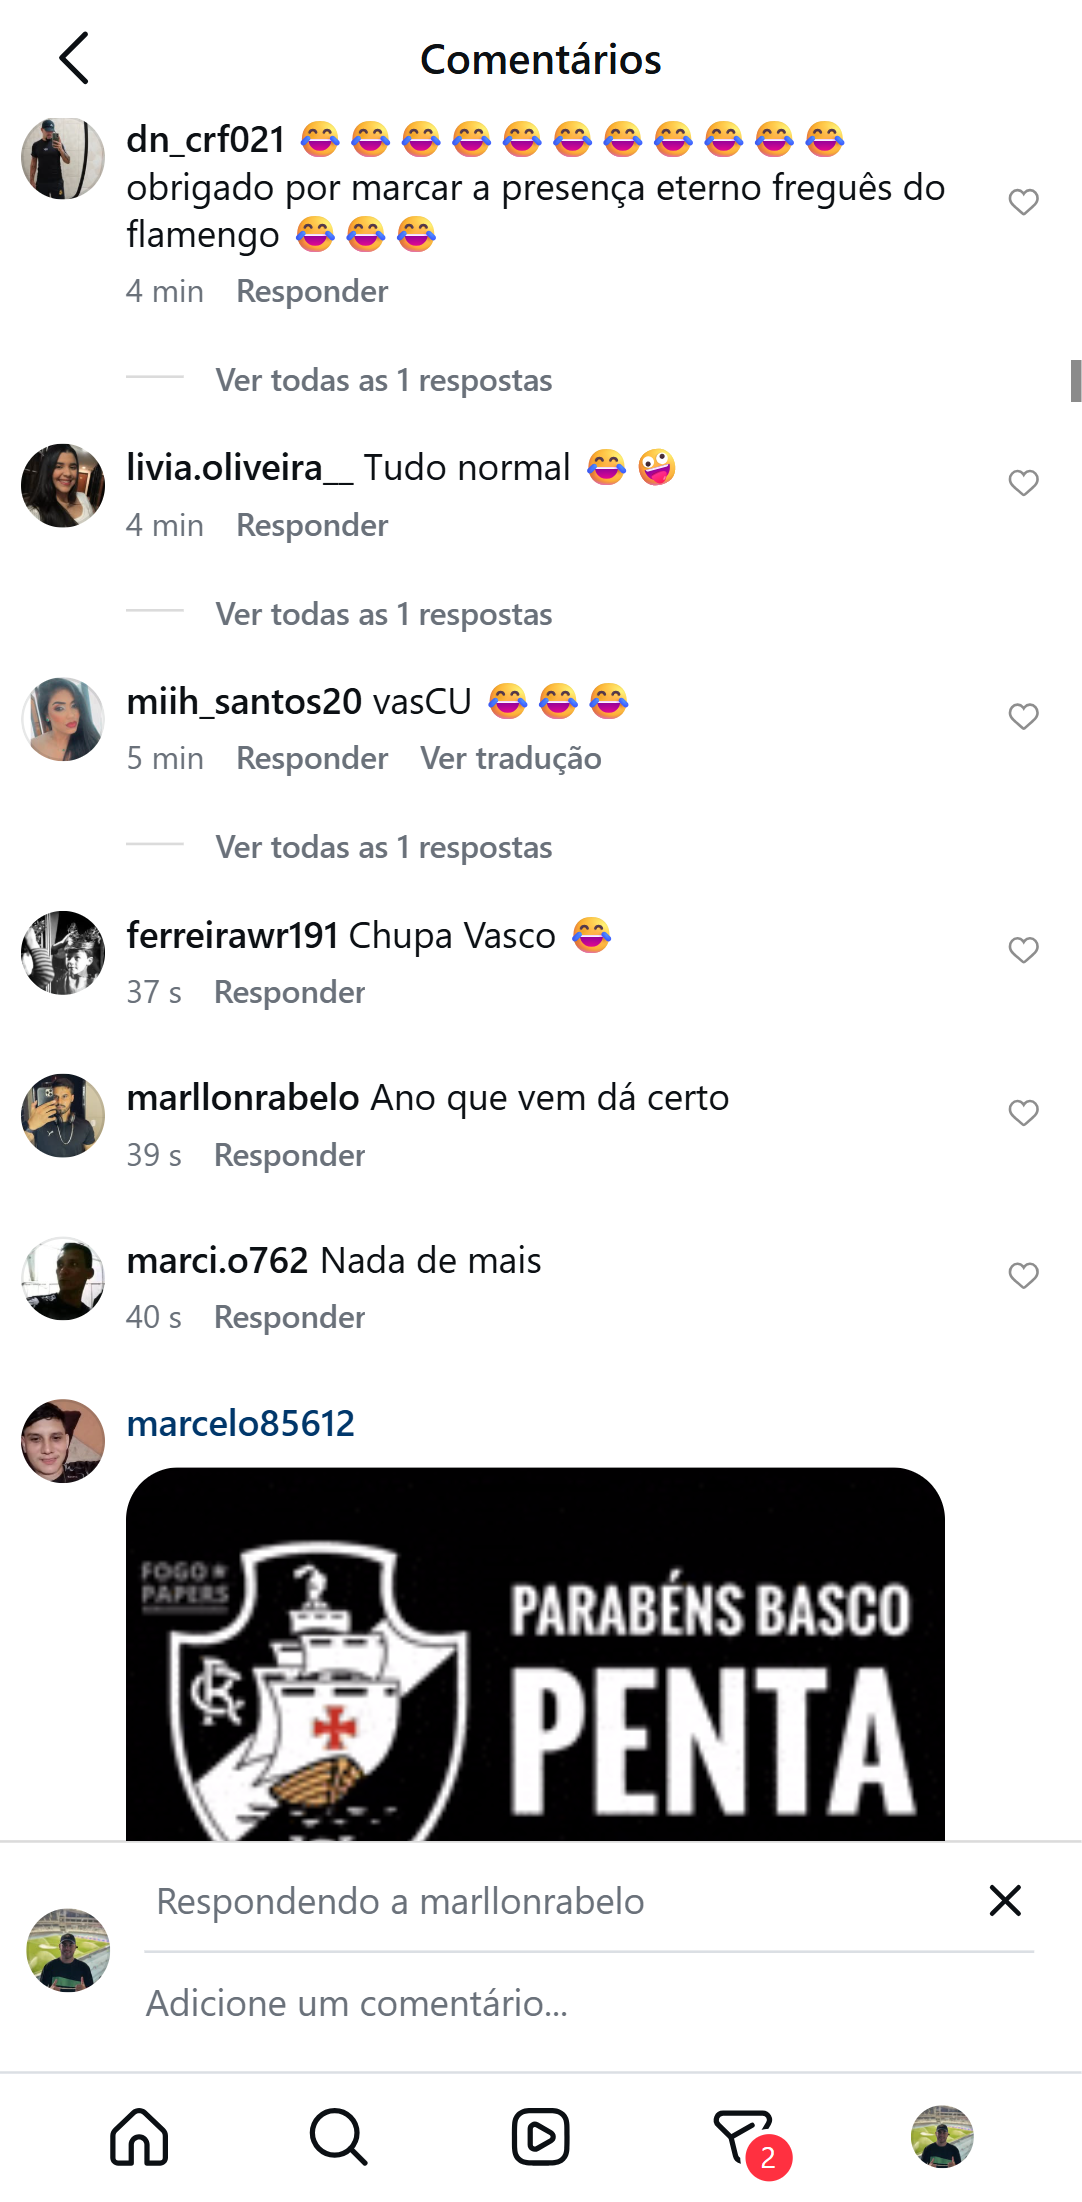 Comentários
dn_crf021 😂😂😂😂😂😂😂😂😂😂😂
obrigado por marcar a presença eterno freguês do
flamengo 😂😂😂
4 min Responder
Ver todas as 1 respostas
livia.oliveira__ Tudo normal 😂🤪
4 min Responder
Ver todas as 1 respostas
miih_santos20 vasCU 😂😂😂
5 min Responder Ver tradução
Ver todas as 1 respostas
ferreirawr191 Chupa Vasco 😂
37 s Responder
marllonrabelo Ano que vem dá certo
39 s Responder
marci.o762 Nada de mais
40 s Responder
marcelo85612
FOGO★
PAPERS
PARABÉNS BASCO
PENTA
Respondendo a marllonrabelo
Adicione um comentário...
2